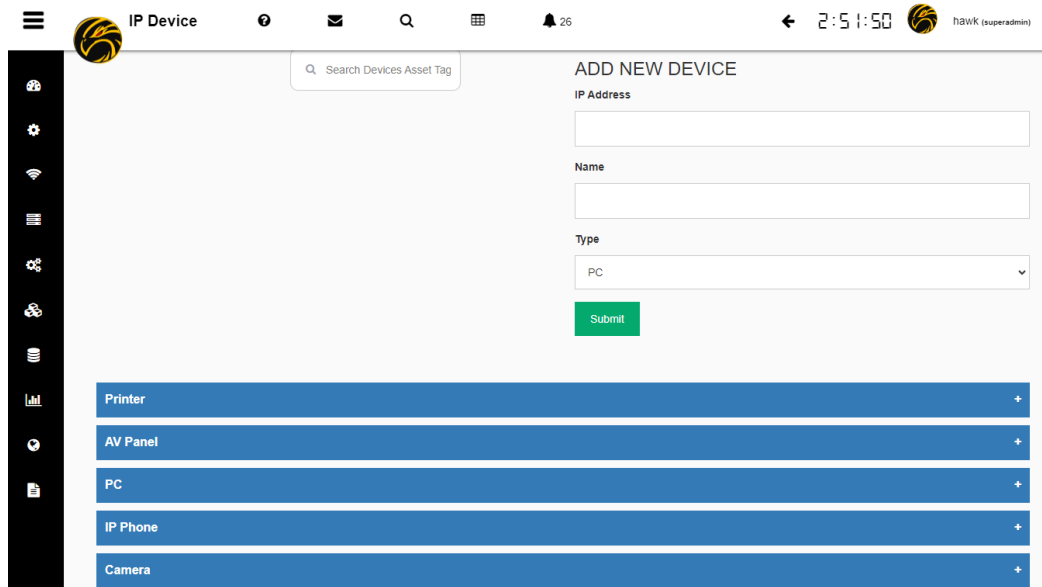 IP Device
26
2:51:50
hawk (superadmin)
Search Devices Asset Tag
ADD NEW DEVICE
IP Address
Name
Type
PC
Submit
Printer
+
AV Panel
+
PC
+
IP Phone
+
Camera
+